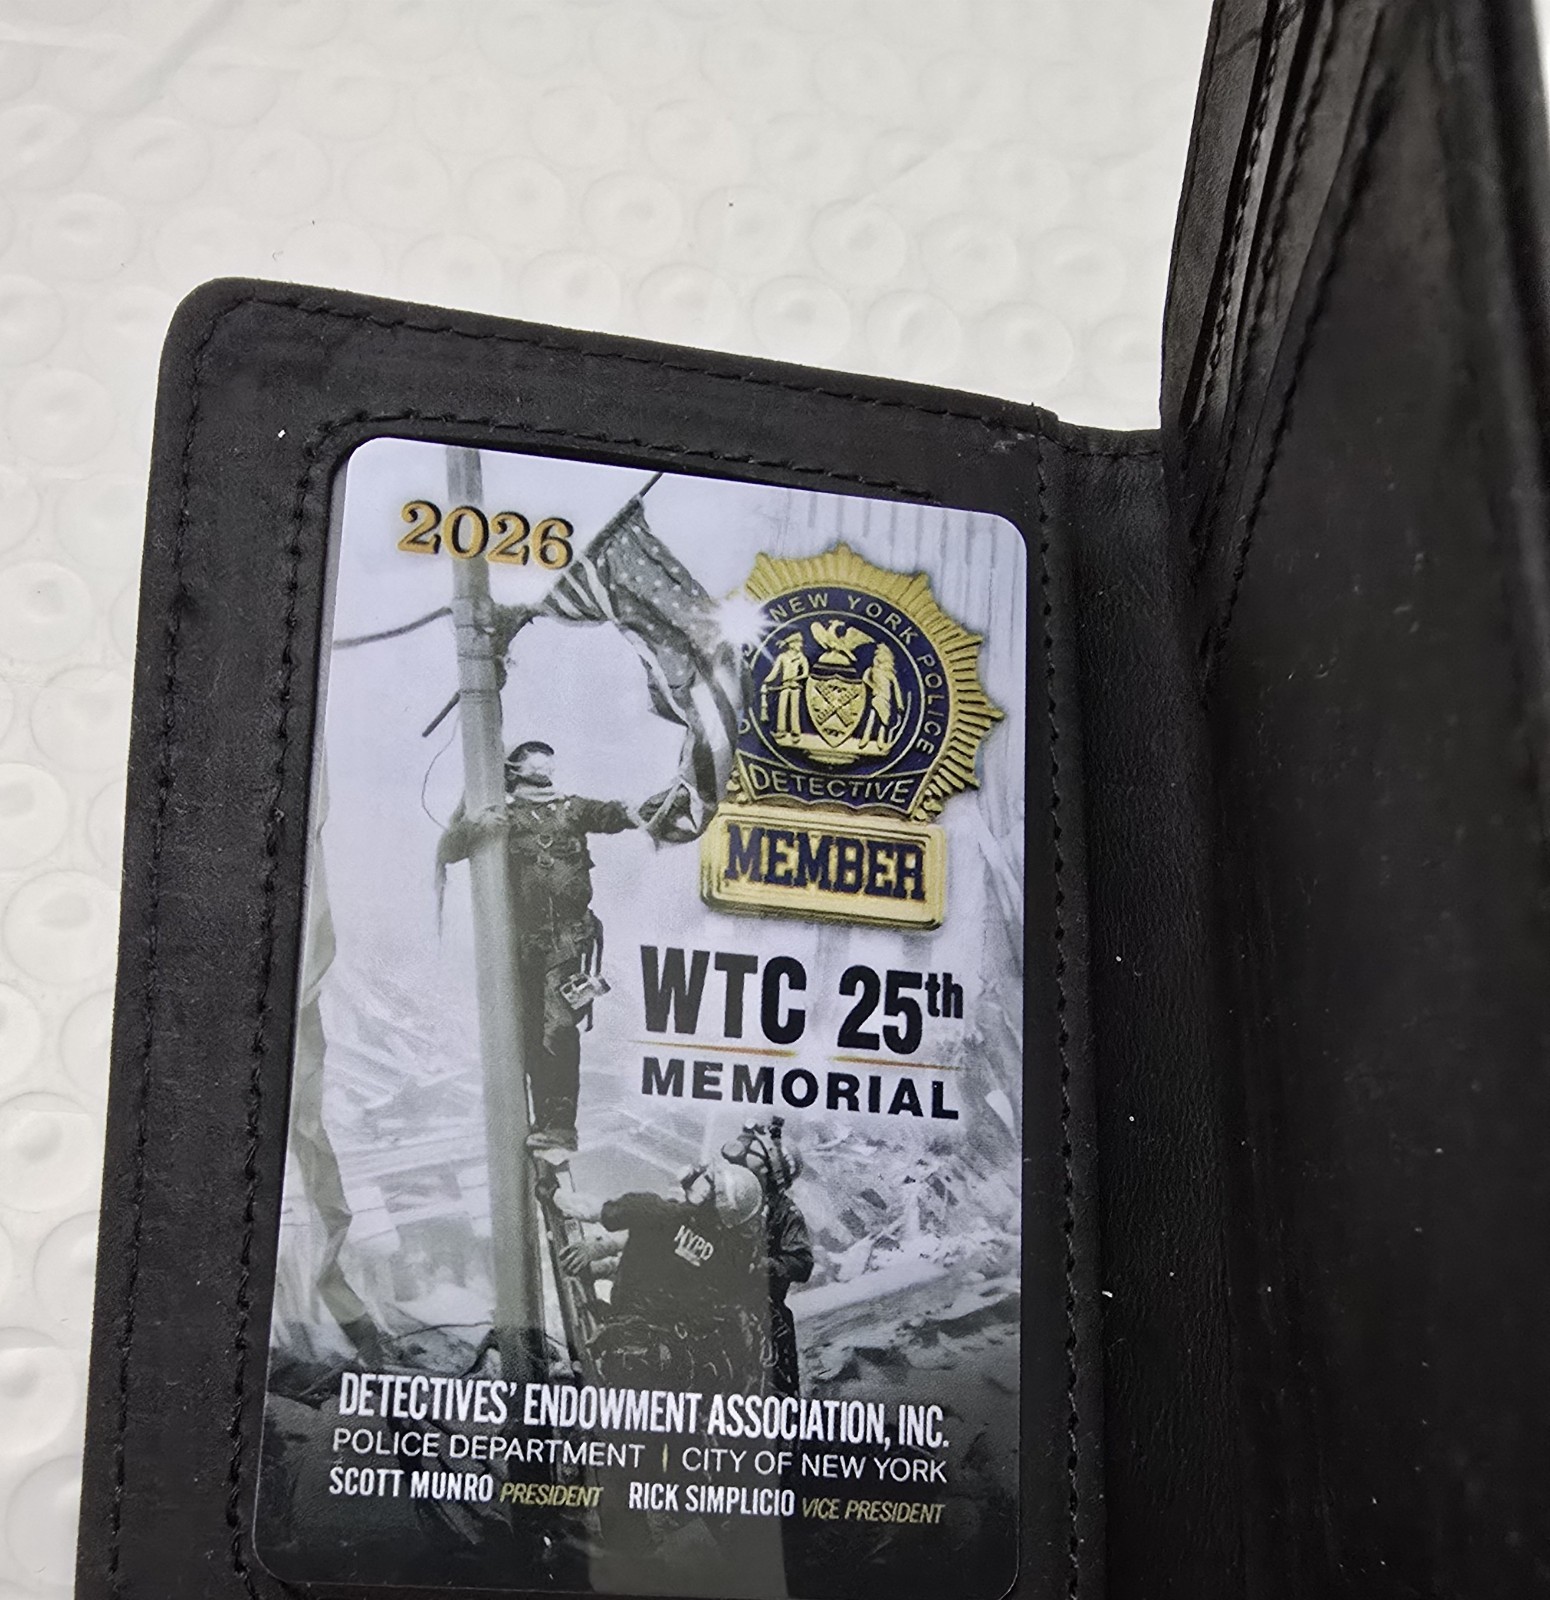 2026
NEW YORK POLICE
DETECTIVE
MEMBER
WTC 25th
MEMORIAL
NYPD
DETECTIVES' ENDOWMENT ASSOCIATION, INC.
POLICE DEPARTMENT | CITY OF NEW YORK
SCOTT MUNRO PRESIDENT RICK SIMPLICIO VICE PRESIDENT